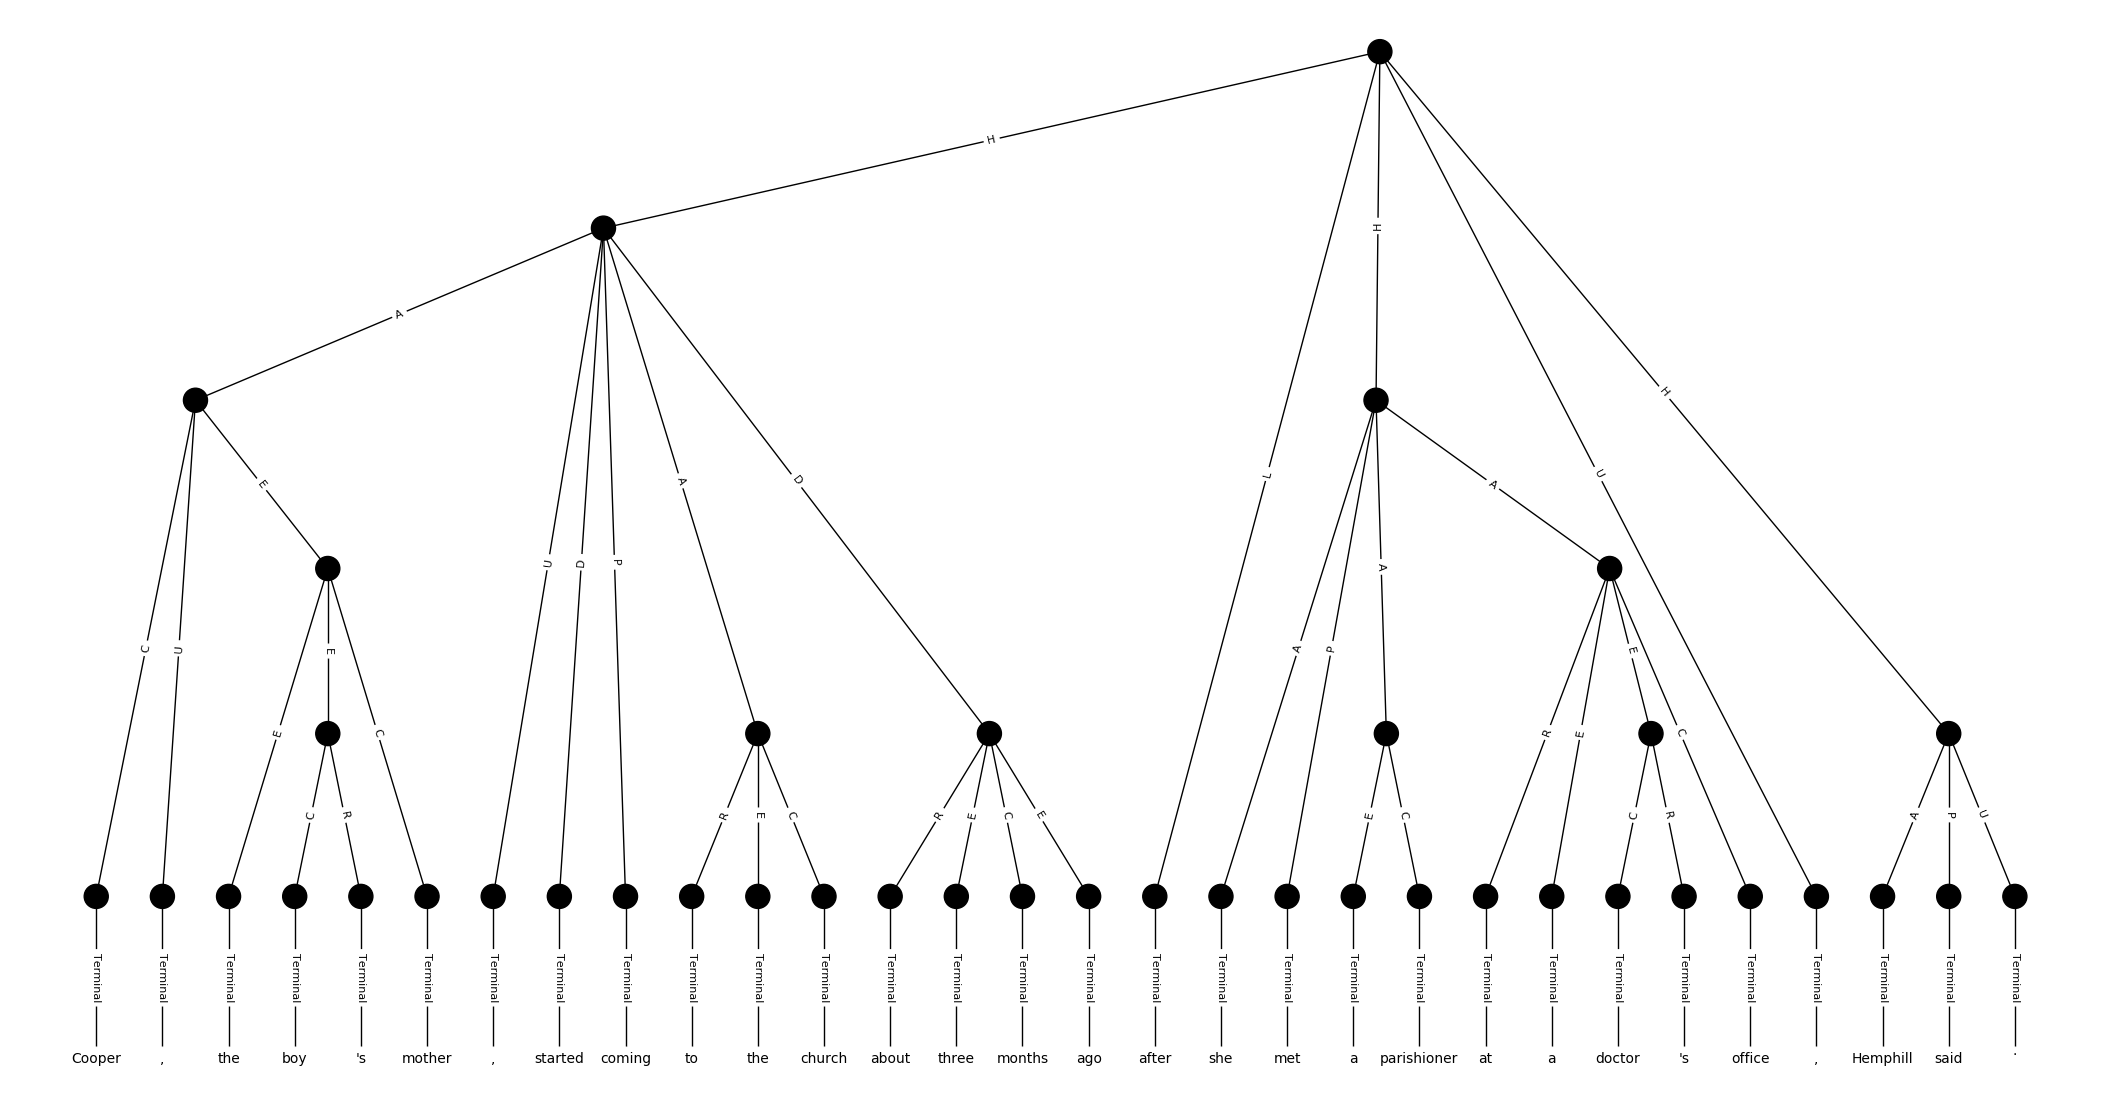 H
A
H
H
E
L
U
A
D
A
U
D
P
A
C
U
E
A
P
R
E
E
C
E
C
C
R
R
E
C
R
E
C
E
E
C
C
R
A
P
U
Terminal Terminal Terminal Terminal Terminal Terminal Terminal Terminal Terminal Terminal Terminal Terminal Terminal Terminal Terminal Terminal Terminal Terminal Terminal Terminal Terminal Terminal Terminal Terminal Terminal Terminal Terminal Terminal Terminal Terminal
Cooper , the boy 's mother , started coming to the church about three months ago after she met a parishioner at a doctor 's office , Hemphill said .